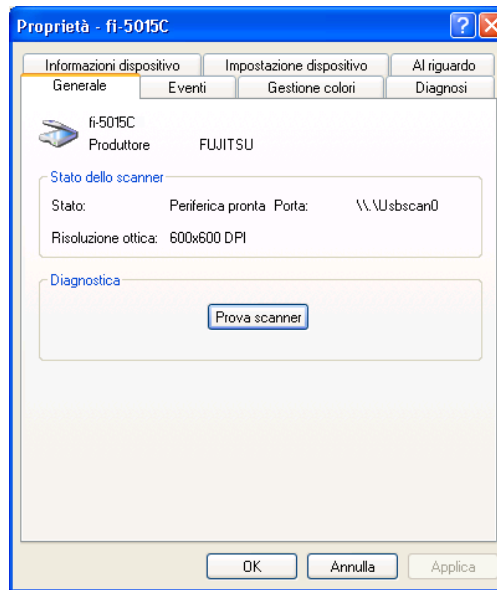 Proprietà - fi-5015C
Informazioni dispositivo Impostazione dispositivo Al riguardo
Generale Eventi Gestione colori Diagnosi
fi-5015C
Produttore FUJITSU
Stato dello scanner
Stato: Periferica pronta Porta: \\.\Usbscan0
Risoluzione ottica: 600x600 DPI
Diagnostica
Prova scanner
OK Annulla Applica